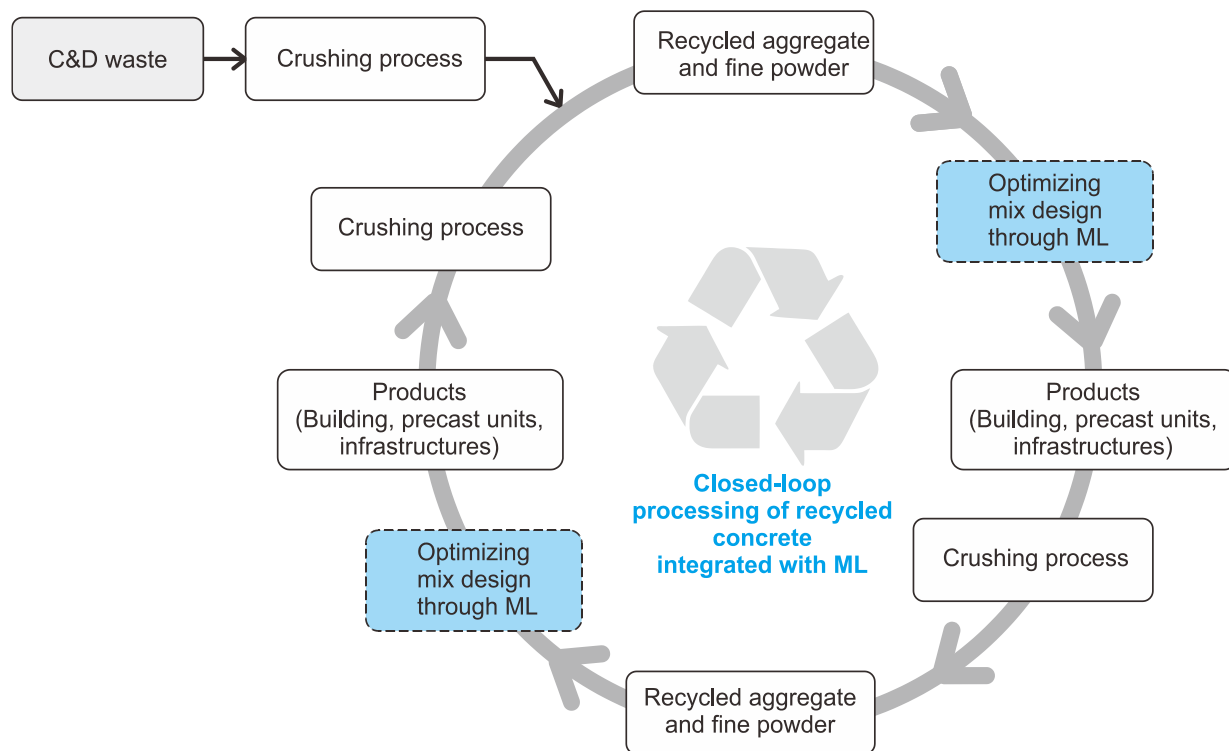 C&D waste
Crushing process
Recycled aggregate
and fine powder
Optimizing
mix design
through ML
Products
(Building, precast units,
infrastructures)
Crushing process
Recycled aggregate
and fine powder
Optimizing
mix design
through ML
Products
(Building, precast units,
infrastructures)
Crushing process
Closed-loop
processing of recycled
concrete
integrated with ML